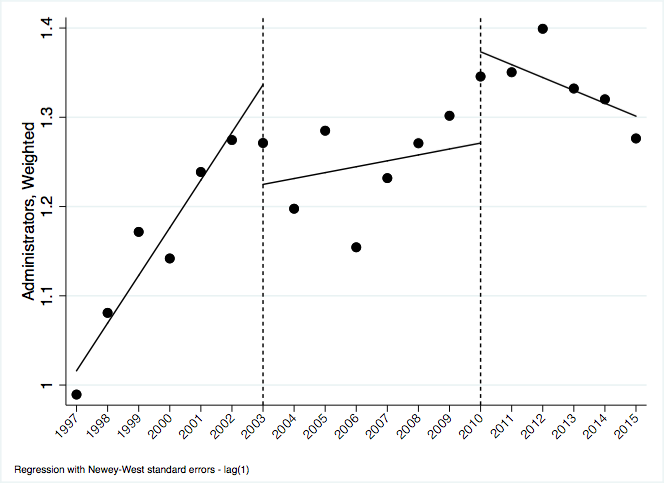 Administrators, Weighted
1.4
1.3
1.2
1.1
1
1997 1998 1999 2000 2001 2002 2003 2004 2005 2006 2007 2008 2009 2010 2011 2012 2013 2014 2015
Regression with Newey-West standard errors - lag(1)